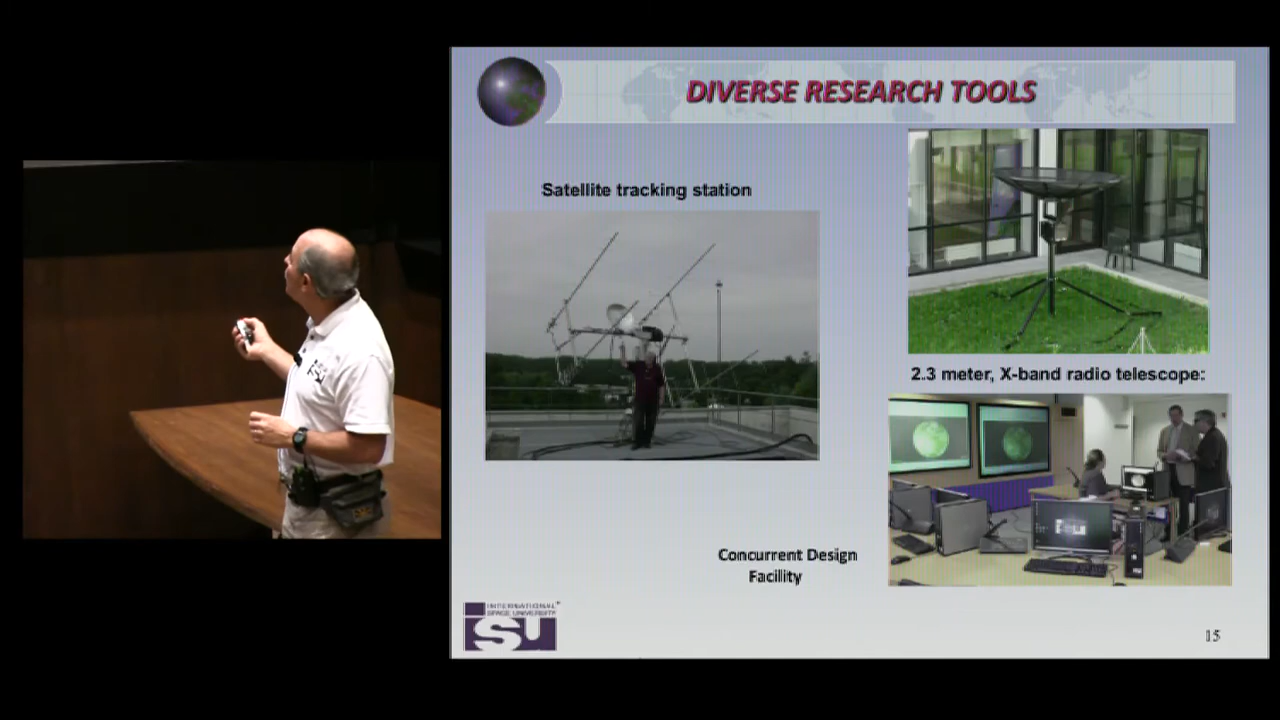 DIVERSE RESEARCH TOOLS
Satellite tracking station
2.3 meter, X-band radio telescope:
Concurrent Design
Facility
INTERNATIONAL
SPACE UNIVERSITY
iSU
15